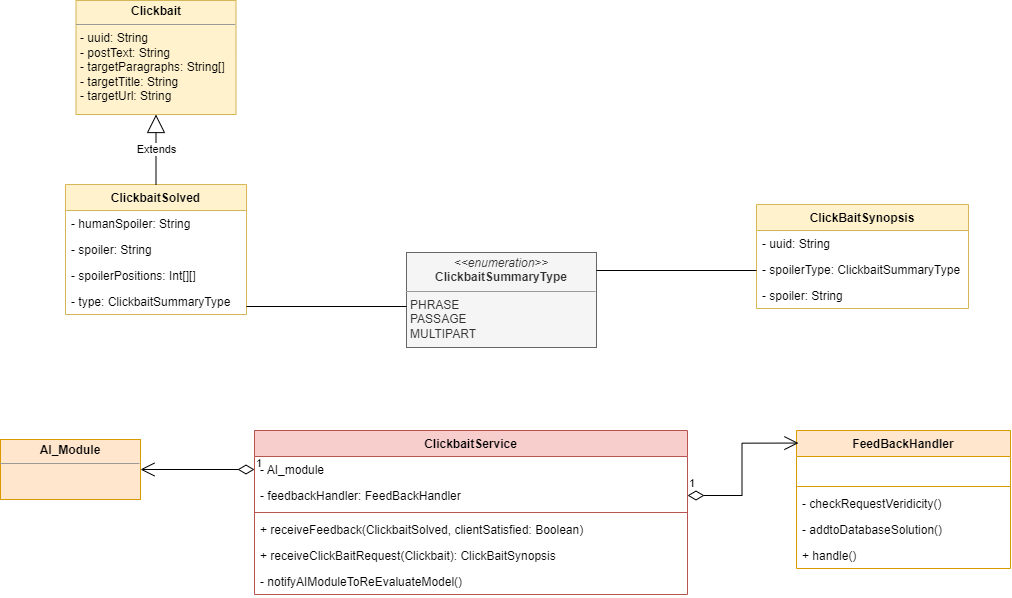 Clickbait
- uuid: String
- postText: String
- targetParagraphs: String[]
- targetTitle: String
- targetUrl: String
Extends
ClickbaitSolved
- humanSpoiler: String
- spoiler: String
- spoilerPositions: Int[][]
- type: ClickbaitSummaryType
<<enumeration>>
ClickbaitSummaryType
PHRASE
PASSAGE
MULTIPART
ClickBaitSynopsis
- uuid: String
- spoilerType: ClickbaitSummaryType
- spoiler: String
AI_Module
1
ClickbaitService
- AI_module
- feedbackHandler: FeedBackHandler
+ receiveFeedback(ClickbaitSolved, clientSatisfied: Boolean)
+ receiveClickBaitRequest(Clickbait): ClickBaitSynopsis
- notifyAIModuleToReEvaluateModel()
1
FeedBackHandler
- checkRequestVeridicity()
- addtoDatabaseSolution()
+ handle()